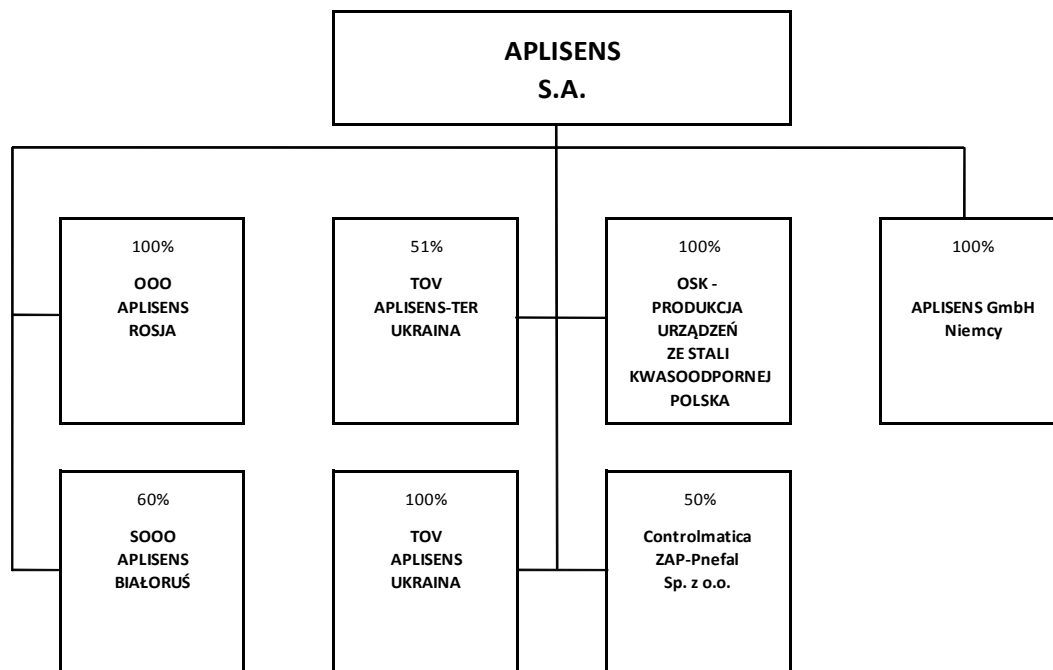 APLISENS
S.A.
100%
OOO
APLISENS
ROSJA
51%
TOV
APLISENS-TER
UKRAINA
100%
OSK -
PRODUKCJA
URZĄDZEŃ
ZE STALI
KWASOODPORNEJ
POLSKA
100%
APLISENS GmbH
Niemcy
60%
SOOO
APLISENS
BIAŁORUŚ
100%
TOV
APLISENS
UKRAINA
50%
Controlmatica
ZAP-Pnefal
Sp. z o.o.